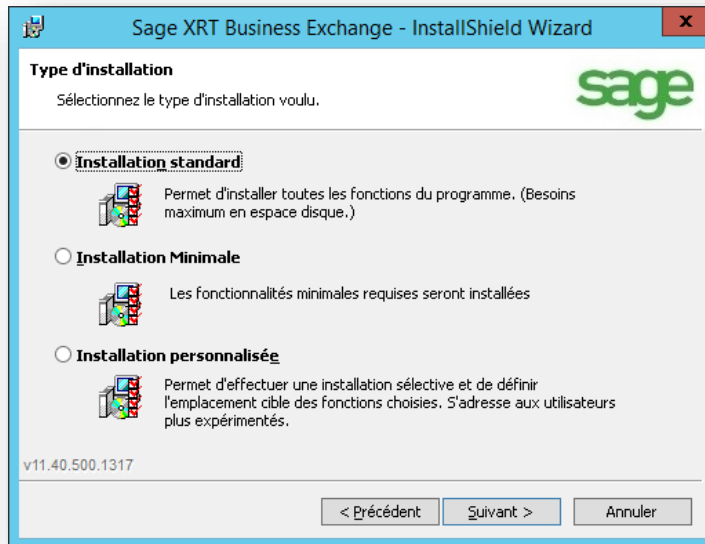 Sage XRT Business Exchange - InstallShield Wizard
x
Type d'installation
Sélectionnez le type d'installation voulu.
sage
Installation standard
Permet d'installer toutes les fonctions du programme. (Besoins
maximum en espace disque.)
Installation Minimale
Les fonctionnalités minimales requises seront installées
Installation personnalisée
Permet d'effectuer une installation sélective et de définir
l'emplacement cible des fonctions choisies. S'adresse aux utilisateurs
plus expérimentés.
v11.40.500.1317
< Précédent
Suivant >
Annuler